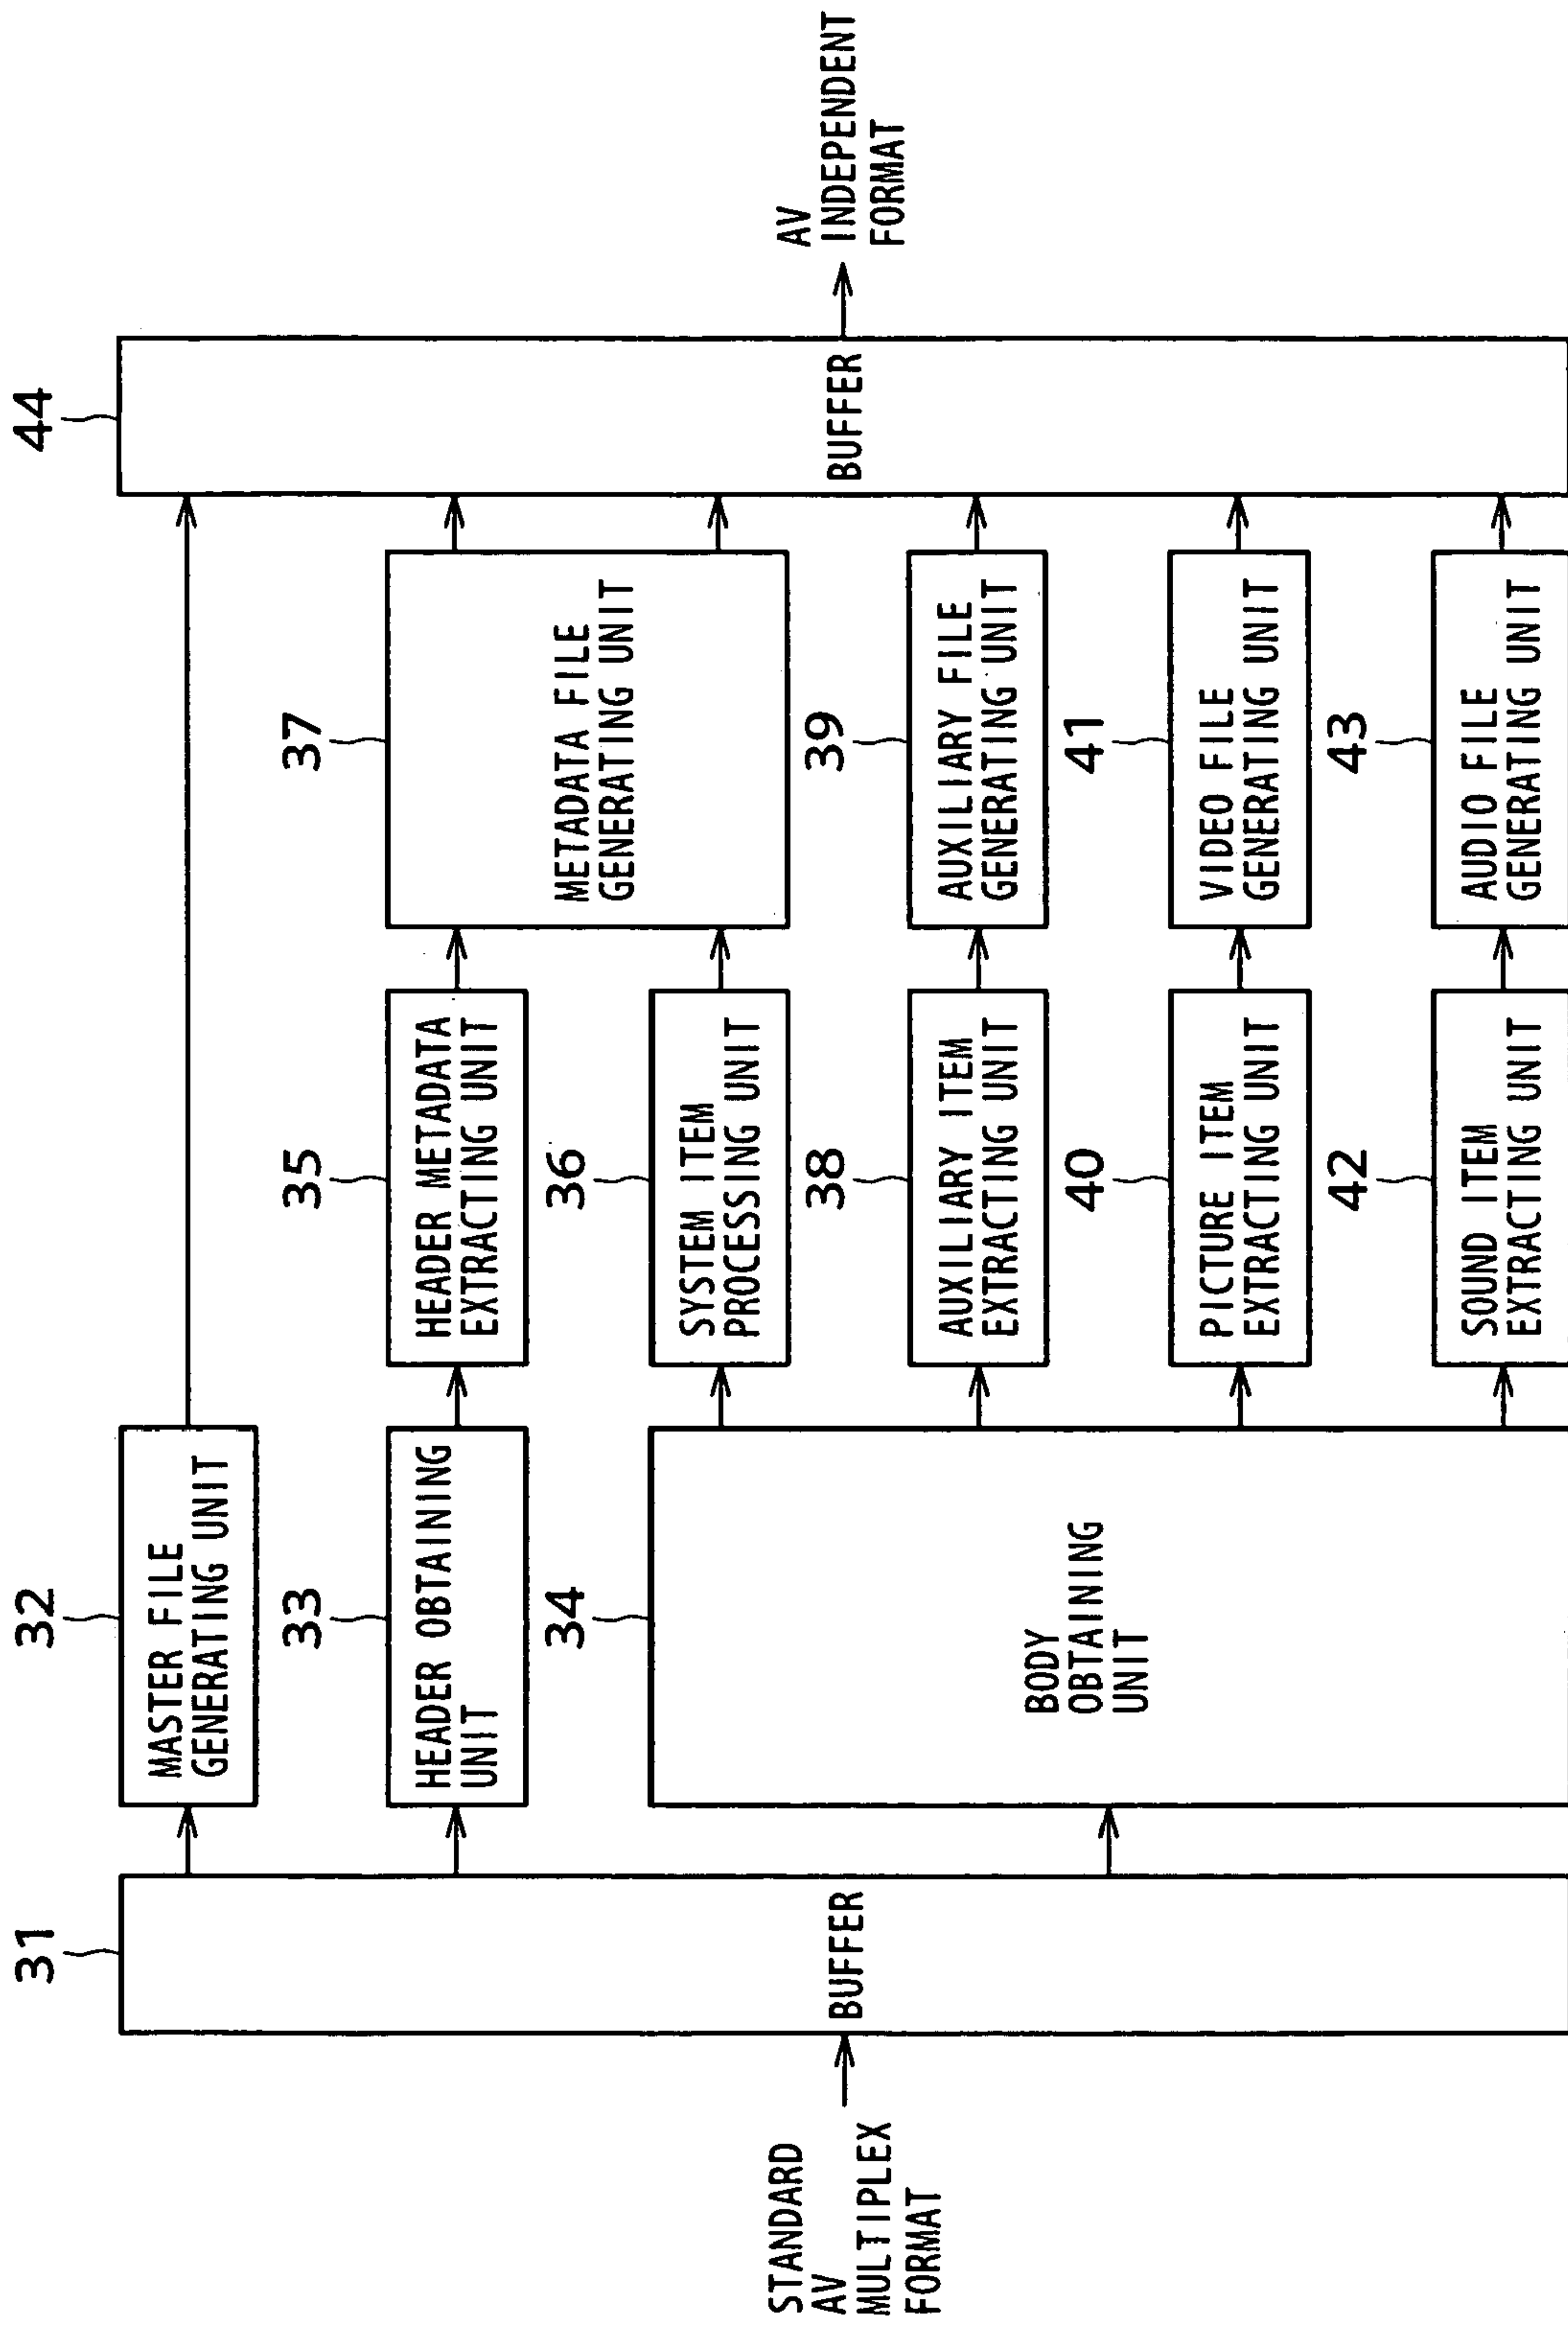 STANDARD
AV
MULTIPLEX
FORMAT
31
BUFFER
32
MASTER FILE
GENERATING UNIT
33
HEADER OBTAINING
UNIT
34
BODY
OBTAINING
UNIT
35
HEADER METADATA
EXTRACTING UNIT
36
SYSTEM ITEM
PROCESSING UNIT
38
AUXILIARY ITEM
EXTRACTING UNIT
40
PICTURE ITEM
EXTRACTING UNIT
42
SOUND ITEM
EXTRACTING UNIT
37
METADATA FILE
GENERATING UNIT
39
AUXILIARY FILE
GENERATING UNIT
41
VIDEO FILE
GENERATING UNIT
43
AUDIO FILE
GENERATING UNIT
44
BUFFER
AV
INDEPENDENT
FORMAT